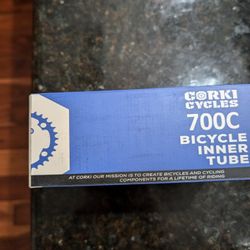 CORKI
CYCLES
700C
BICYCLE
INNER
TUBE
AT CORKI OUR MISSION IS TO CREATE BICYCLES AND CYCLING
COMPONENTS FOR A LIFETIME OF RIDING